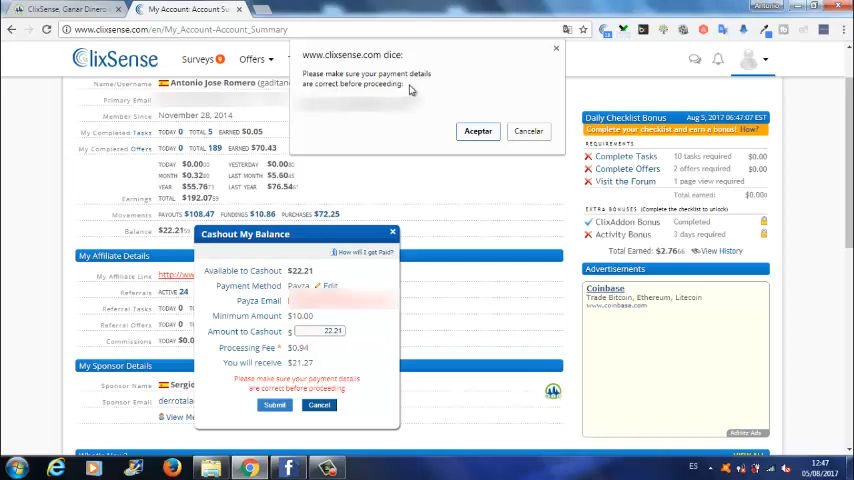 ClixSense, Ganar Dinero
My Account: Account Su
Antonio
www.clixsense.com/en/My_Account-Account_Summary
ClixSense
Surveys 9
Offers
www.clixsense.com dice:
Please make sure your payment details
are correct before proceeding:
Aceptar
Cancelar
Name/Username
Antonio Jose Romero
Primary Email
Member Since November 28, 2014
My Completed Tasks TODAY 0 TOTAL 5 EARNED $0.05
My Completed Offers TODAY 0 TOTAL 189 EARNED $70.43
TODAY $0.00 YESTERDAY $0.00
MONTH $0.32 LAST MONTH $5.60
YEAR $55.76 LAST YEAR $76.54
Earnings TOTAL $192.07
Movements PAYOUTS $108.47 FUNDINGS $10.86 PURCHASES $72.25
Balance $22.21
My Affiliate Details
My Affiliate Link
Referrals ACTIVE 24
Referral Tasks TODAY
Referral Offers TODAY
Commissions TODAY
My Sponsor Details
Sponsor Name Sergio
Sponsor Email
View
Cashout My Balance
How will I get Paid?
Available to Cashout $22.21
Payment Method Payza Edit
Payza Email
Minimum Amount $10.00
Amount to Cashout $ 22.21
Processing Fee * $0.94
You will receive $21.27
Please make sure your payment details
are correct before proceeding
Submit
Cancel
Daily Checklist Bonus Aug 5, 2017 06:47:07 EST
Complete your checklist and earn a bonus! How?
REQUIREMENTS
Complete Tasks 10 tasks required $0.00
Complete Offers 2 offers required $0.00
Visit the Forum 1 page view required
Total earned:
EXTRA BONUSES (Complete the checklist to unlock)
ClixAddon Bonus Completed
Activity Bonus
Total Earned: $2.76 View History
Advertisements
Coinbase
Trade Bitcoin, Ethereum, Litecoin
www.coinbase.com
ES
12:47
05/08/2017